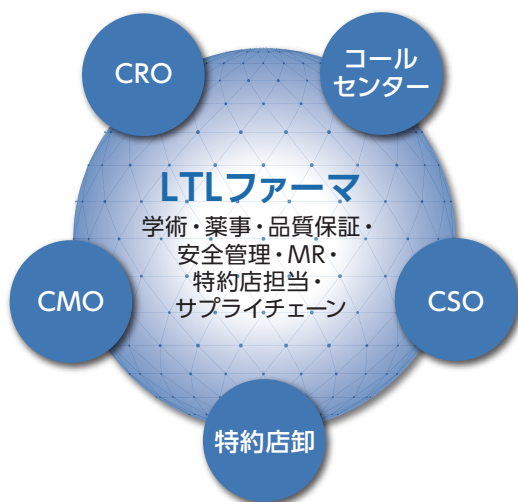 CRO
コール
センター
LTLファーマ
学術・薬事・品質保証・
安全管理・MR・
特約店担当・
サプライチェーン
CMO
CSO
特約店卸